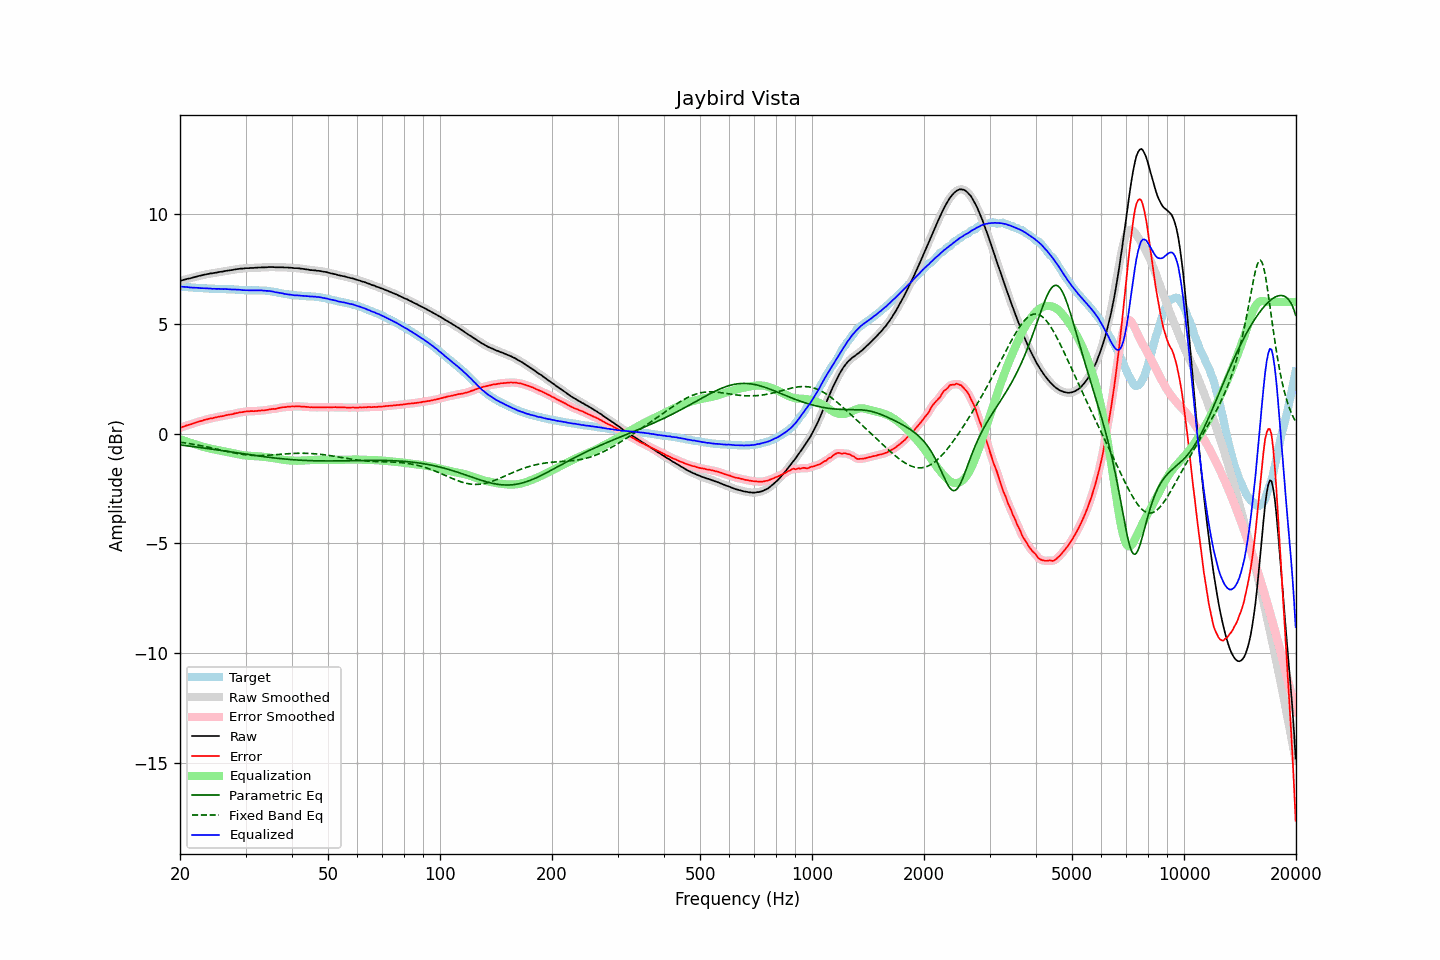 Jaybird Vista
Amplitude (dBr)
10
5
0
−5
−10
−15
Target
Raw Smoothed
Error Smoothed
Raw
Error
Equalization
Parametric Eq
Fixed Band Eq
Equalized
20 50 100 200 500 1000 2000 5000 10000 20000
Frequency (Hz)